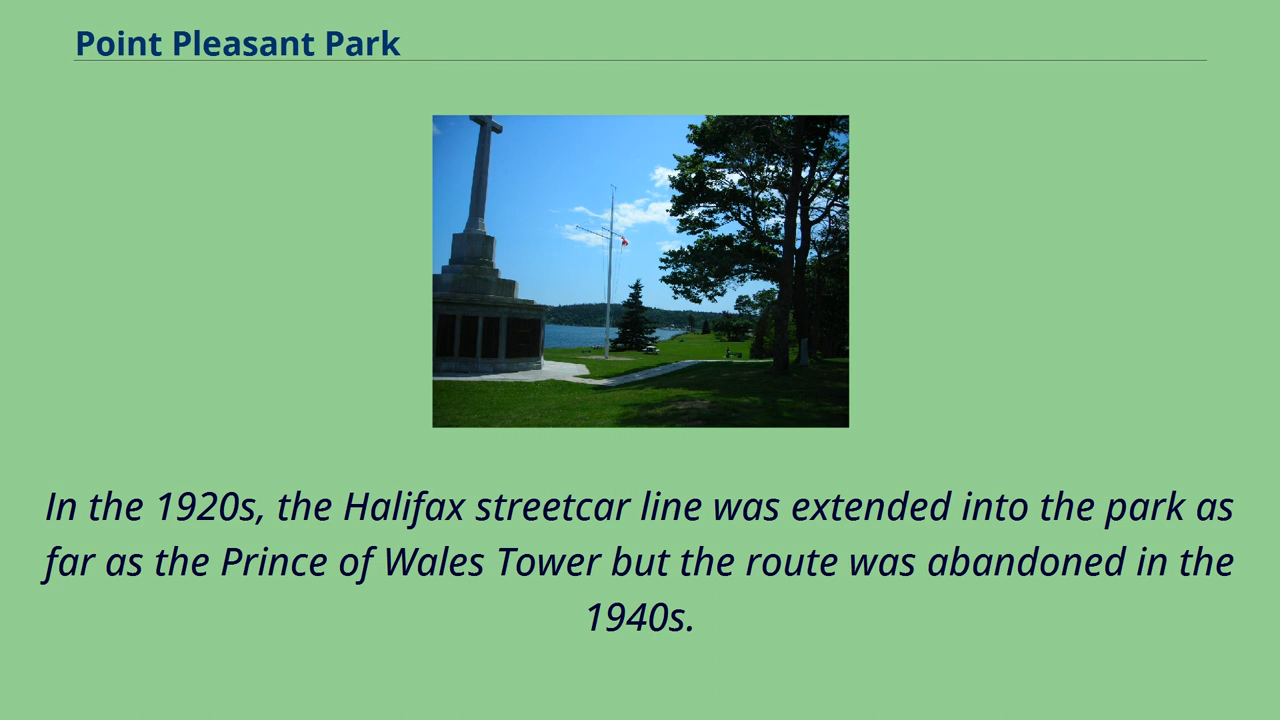 Point Pleasant Park
In the 1920s, the Halifax streetcar line was extended into the park as
far as the Prince of Wales Tower but the route was abandoned in the
1940s.